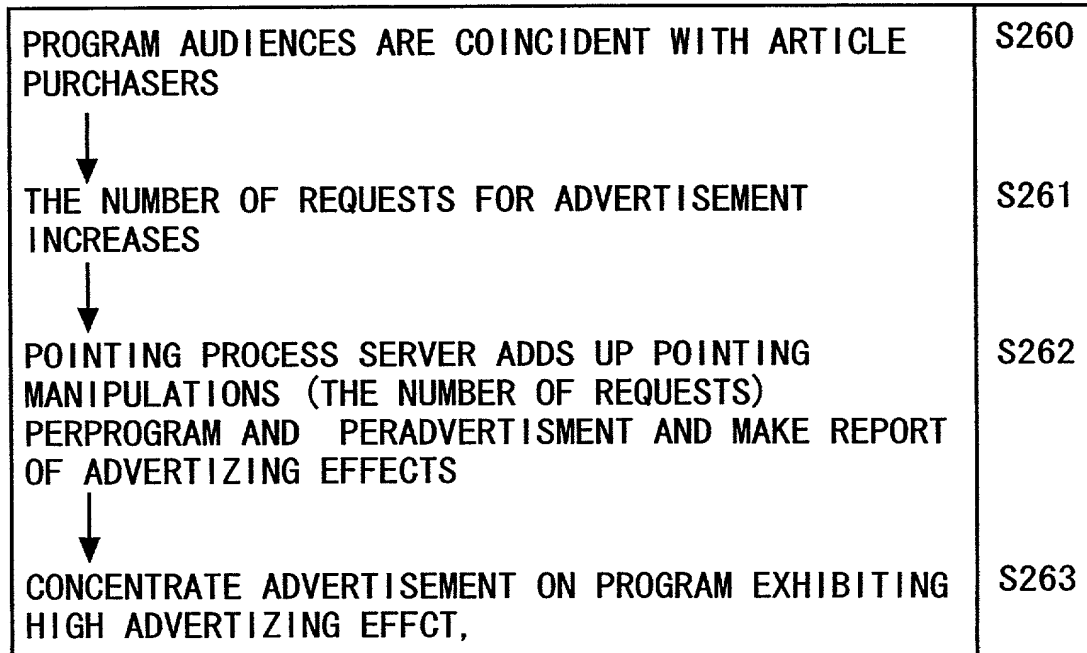 PROGRAM AUDIENCES ARE COINCIDENT WITH ARTICLE S260
PURCHASERS
THE NUMBER OF REQUESTS FOR ADVERTISEMENT S261
INCREASES
POINTING PROCESS SERVER ADDS UP POINTING S262
MANIPULATIONS (THE NUMBER OF REQUESTS)
PERPROGRAM AND PERADVERTISMENT AND MAKE REPORT
OF ADVERTIZING EFFECTS
CONCENTRATE ADVERTISEMENT ON PROGRAM EXHIBITING S263
HIGH ADVERTIZING EFFCT,